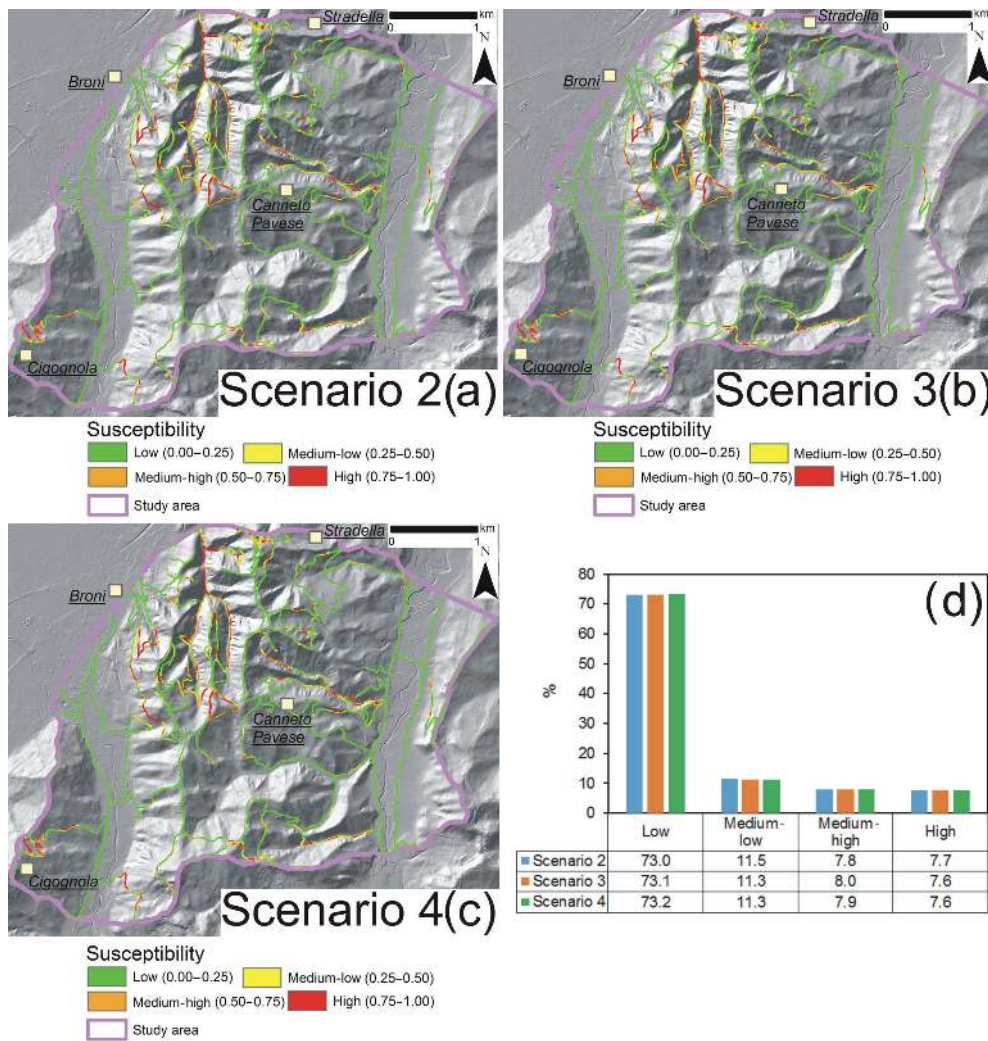 Stradella
km
0 1
N
Broni
Canneto
Pavese
Cigognola
Scenario 2(a)
Susceptibility
Low (0.00–0.25) Medium-low (0.25–0.50)
Medium-high (0.50–0.75) High (0.75–1.00)
Study area
Stradella
km
0 1
N
Broni
Canneto
Pavese
Cigognola
Scenario 3(b)
Susceptibility
Low (0.00–0.25) Medium-low (0.25–0.50)
Medium-high (0.50–0.75) High (0.75–1.00)
Study area
Stradella
km
0 1
N
Broni
Canneto
Pavese
Cigognola
Scenario 4(c)
Susceptibility
Low (0.00–0.25) Medium-low (0.25–0.50)
Medium-high (0.50–0.75) High (0.75–1.00)
Study area
(d)
%
80
70
60
50
40
30
20
10
0
Low Medium-low Medium-high High
Scenario 2 73.0 11.5 7.8 7.7
Scenario 3 73.1 11.3 8.0 7.6
Scenario 4 73.2 11.3 7.9 7.6